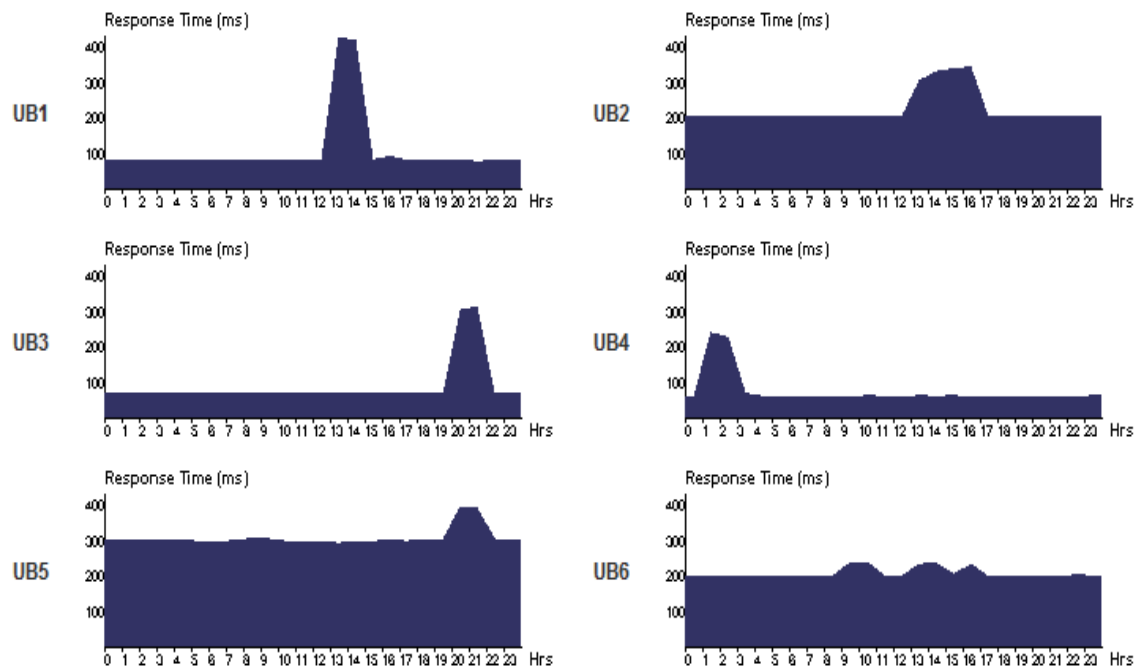 Response Time (ms)
400
300
200
100
UB1
0 1 2 3 4 5 6 7 8 9 10 11 12 13 14 15 16 17 18 19 20 21 22 23 Hrs
Response Time (ms)
400
300
200
100
UB2
0 1 2 3 4 5 6 7 8 9 10 11 12 13 14 15 16 17 18 19 20 21 22 23 Hrs
Response Time (ms)
400
300
200
100
UB3
0 1 2 3 4 5 6 7 8 9 10 11 12 13 14 15 16 17 18 19 20 21 22 23 Hrs
Response Time (ms)
400
300
200
100
UB4
0 1 2 3 4 5 6 7 8 9 10 11 12 13 14 15 16 17 18 19 20 21 22 23 Hrs
Response Time (ms)
400
300
200
100
UB5
0 1 2 3 4 5 6 7 8 9 10 11 12 13 14 15 16 17 18 19 20 21 22 23 Hrs
Response Time (ms)
400
300
200
100
UB6
0 1 2 3 4 5 6 7 8 9 10 11 12 13 14 15 16 17 18 19 20 21 22 23 Hrs